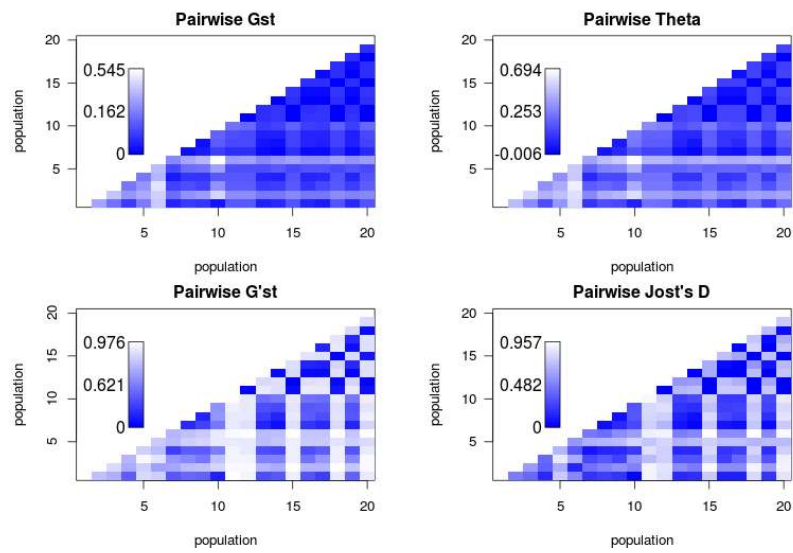 Pairwise Gst
population
20
15
10
5
0.545
0.162
0
5 10 15 20
population
Pairwise Theta
population
20
15
10
5
0.694
0.253
-0.006
5 10 15 20
population
Pairwise G'st
population
20
15
10
5
0.976
0.621
0
5 10 15 20
population
Pairwise Jost's D
population
20
15
10
5
0.957
0.482
0
5 10 15 20
population